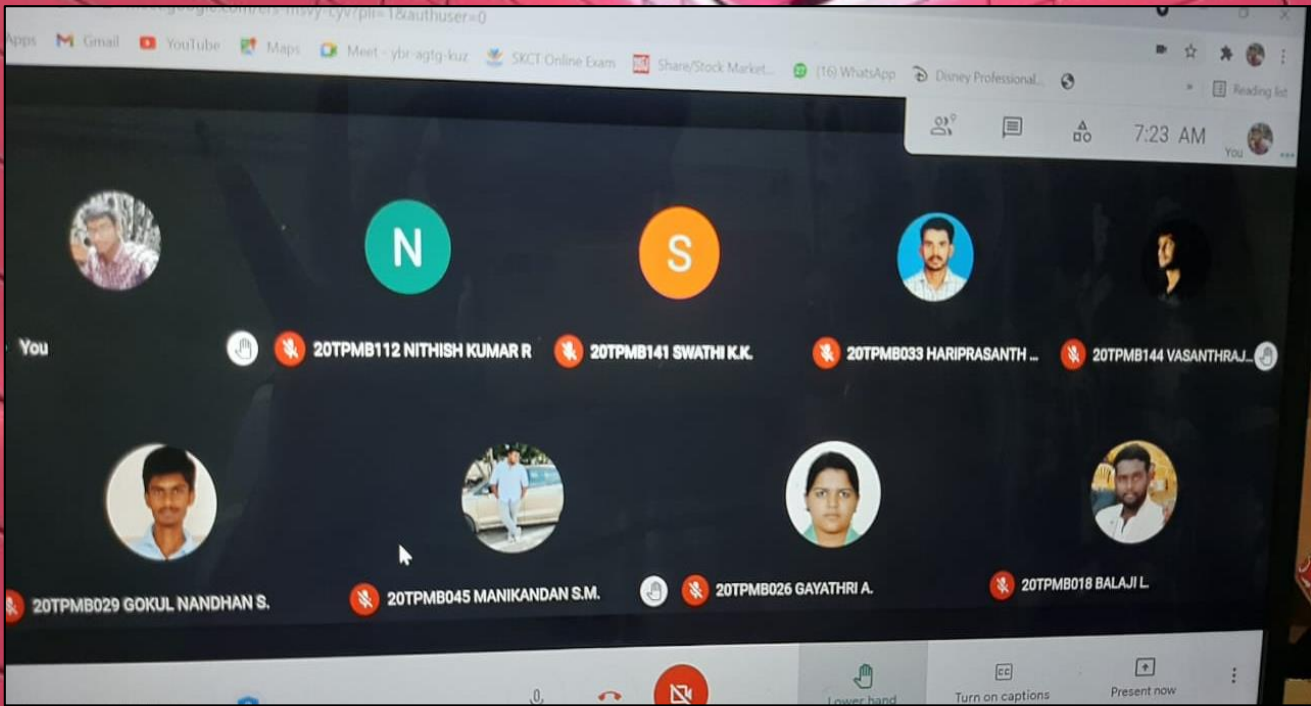 Apps Gmail YouTube Maps Meet - ybr-agtg-kuz SKCT Online Exam Share/Stock Market... (16) WhatsApp Disney Professional... »
Reading list
7:23 AM
You
N S
You 20TPMB112 NITHISH KUMAR R 20TPMB141 SWATHI K.K. 20TPMB033 HARIPRASANTH ... 20TPMB144 VASANTHRAJ...
20TPMB029 GOKUL NANDHAN S. 20TPMB045 MANIKANDAN S.M. 20TPMB026 GAYATHRI A. 20TPMB018 BALAJI L.
Lower hand CC Turn on captions Present now